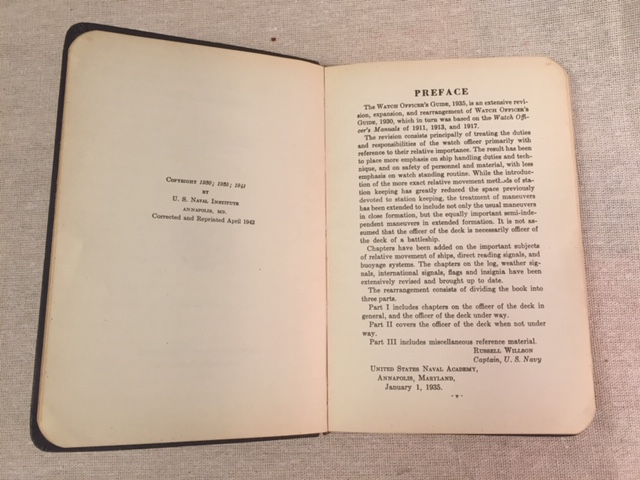 COPYRIGHT 1930; 1935; 1941
BY
U. S. NAVAL INSTITUTE
ANNAPOLIS, MD.
Corrected and Reprinted April 1942
PREFACE
The WATCH OFFICER'S GUIDE, 1935, is an extensive revi-
sion, expansion, and rearrangement of WATCH OFFICER'S
GUIDE, 1930, which in turn was based on the Watch Offi-
cer's Manuals of 1911, 1913, and 1917.
The revision consists principally of treating the duties
and responsibilities of the watch officer primarily with
reference to their relative importance. The result has been
to place more emphasis on ship handling duties and tech-
nique, and on safety of personnel and material, with less
emphasis on watch standing routine. While the introduc-
tion of the more exact relative movement methods of sta-
tion keeping has greatly reduced the space previously
devoted to station keeping, the treatment of maneuvers
has been extended to include not only the usual maneuvers
in close formation, but the equally important semi-inde-
pendent maneuvers in extended formation. It is not as-
sumed that the officer of the deck is necessarily officer of
the deck of a battleship.
Chapters have been added on the important subjects
of relative movement of ships, direct reading signals, and
buoyage systems. The chapters on the log, weather sig-
nals, international signals, flags and insignia have been
extensively revised and brought up to date.
The rearrangement consists of dividing the book into
three parts.
Part I includes chapters on the officer of the deck in
general, and the officer of the deck under way.
Part II covers the officer of the deck when not under
way.
Part III includes miscellaneous reference material.
RUSSELL WILLSON
Captain, U. S. Navy
UNITED STATES NAVAL ACADEMY,
ANNAPOLIS, MARYLAND,
January 1, 1935.
-v-